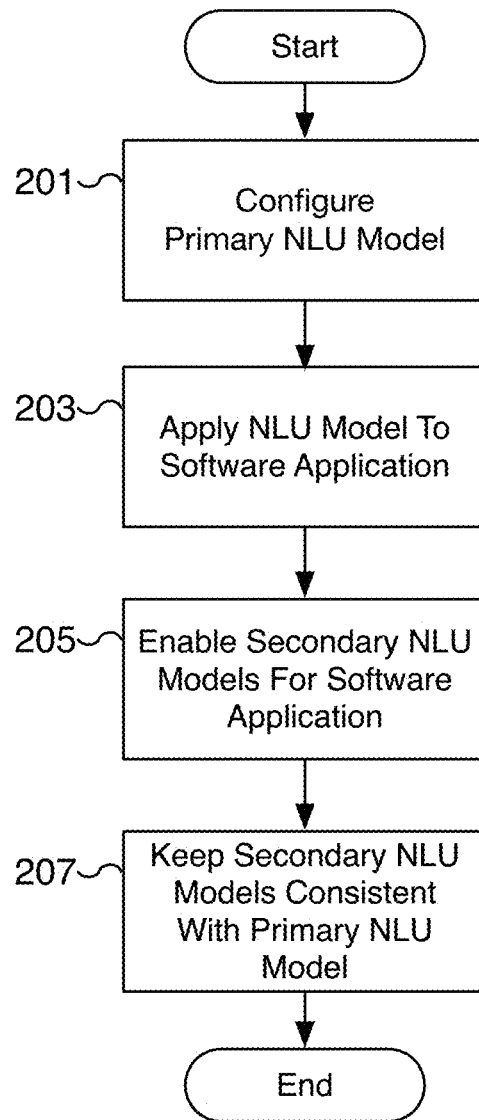 Start
201
Configure
Primary NLU Model
203
Apply NLU Model To
Software Application
205
Enable Secondary NLU
Models For Software
Application
207
Keep Secondary NLU
Models Consistent
With Primary NLU
Model
End